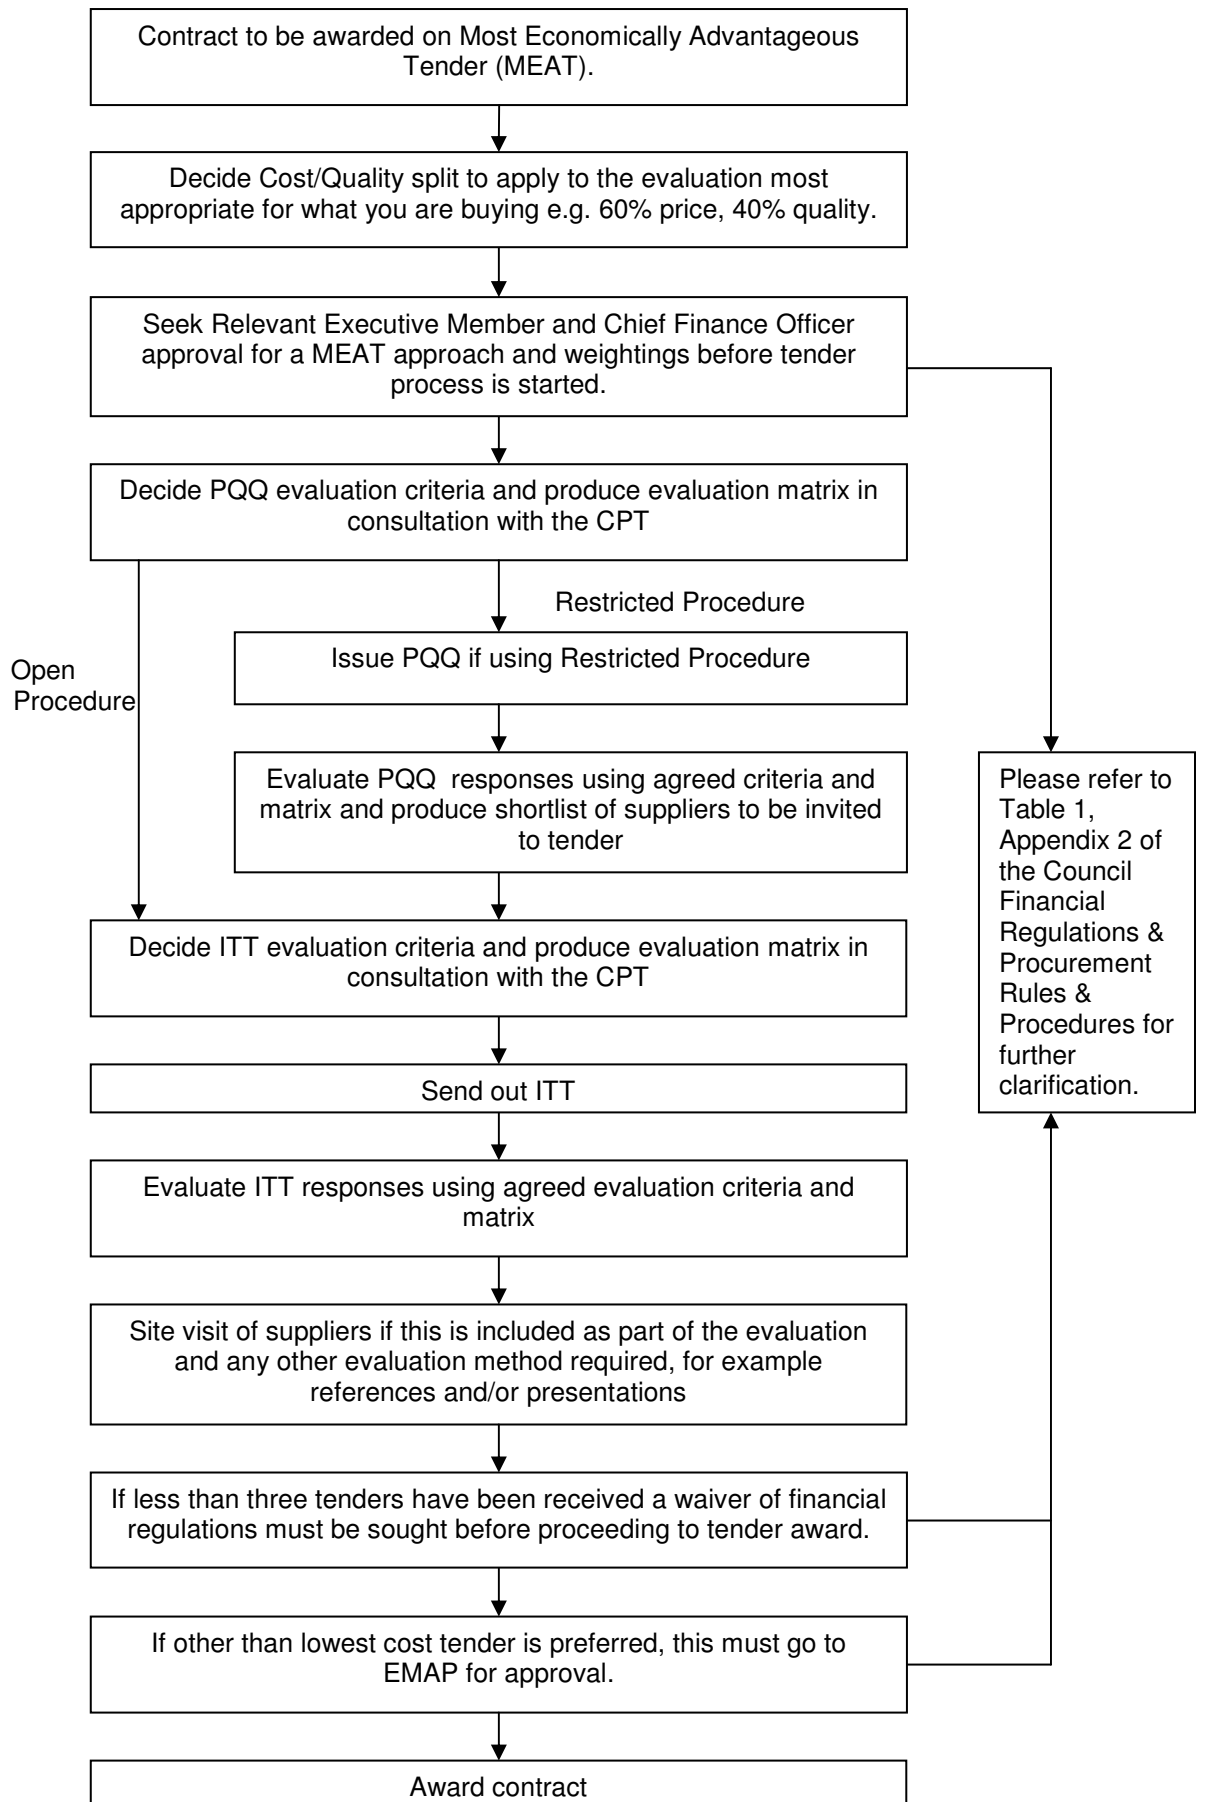 Contract to be awarded on Most Economically Advantageous
Tender (MEAT).
Decide Cost/Quality split to apply to the evaluation most
appropriate for what you are buying e.g. 60% price, 40% quality.
Seek Relevant Executive Member and Chief Finance Officer
approval for a MEAT approach and weightings before tender
process is started.
Decide PQQ evaluation criteria and produce evaluation matrix in
consultation with the CPT
Restricted Procedure
Open
Procedure
Issue PQQ if using Restricted Procedure
Evaluate PQQ  responses using agreed criteria and
matrix and produce shortlist of suppliers to be invited
to tender
Please refer to
Table 1,
Appendix 2 of
the Council
Financial
Regulations &
Procurement
Rules &
Procedures for
further
clarification.
Decide ITT evaluation criteria and produce evaluation matrix in
consultation with the CPT
Send out ITT
Evaluate ITT responses using agreed evaluation criteria and
matrix
Site visit of suppliers if this is included as part of the evaluation
and any other evaluation method required, for example
references and/or presentations
If less than three tenders have been received a waiver of financial
regulations must be sought before proceeding to tender award.
If other than lowest cost tender is preferred, this must go to
EMAP for approval.
Award contract